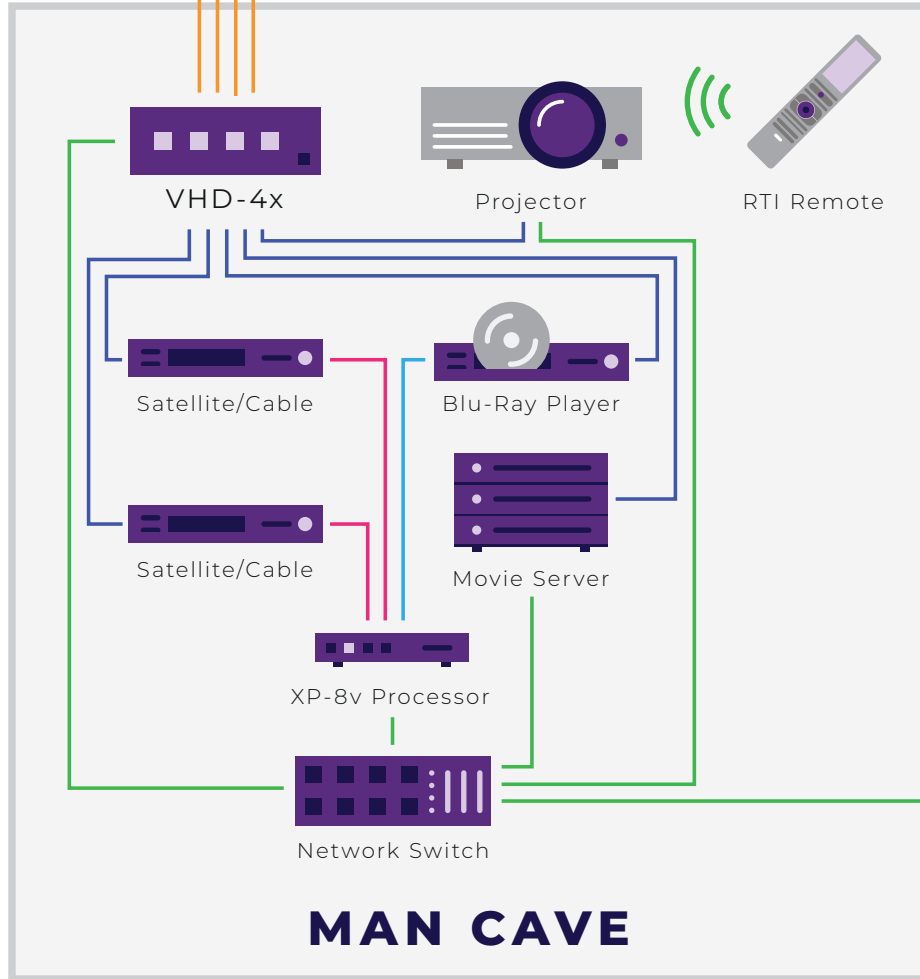 VHD-4x
Projector
RTI Remote
Satellite/Cable
Blu-Ray Player
Satellite/Cable
Movie Server
XP-8v Processor
Network Switch
MAN CAVE